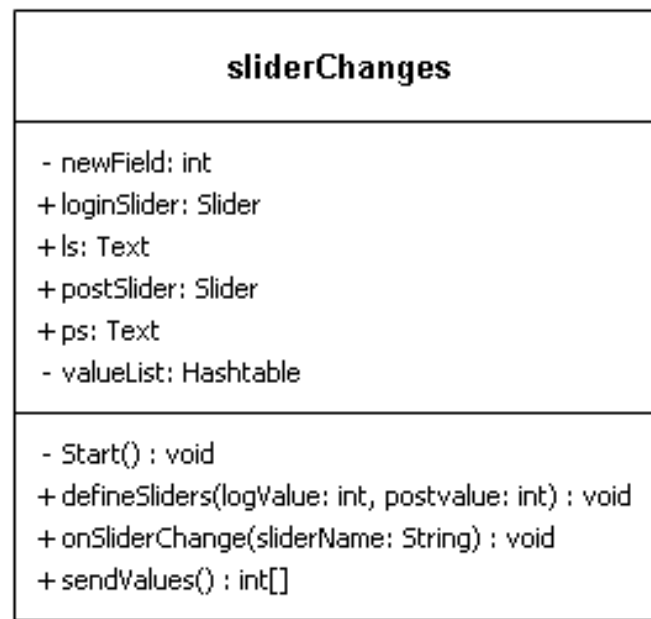 sliderChanges
- newField: int
+ loginSlider: Slider
+ ls: Text
+ postSlider: Slider
+ ps: Text
- valueList: Hashtable
- Start() : void
+ defineSliders(logValue: int, postvalue: int) : void
+ onSliderChange(sliderName: String) : void
+ sendValues() : int[]